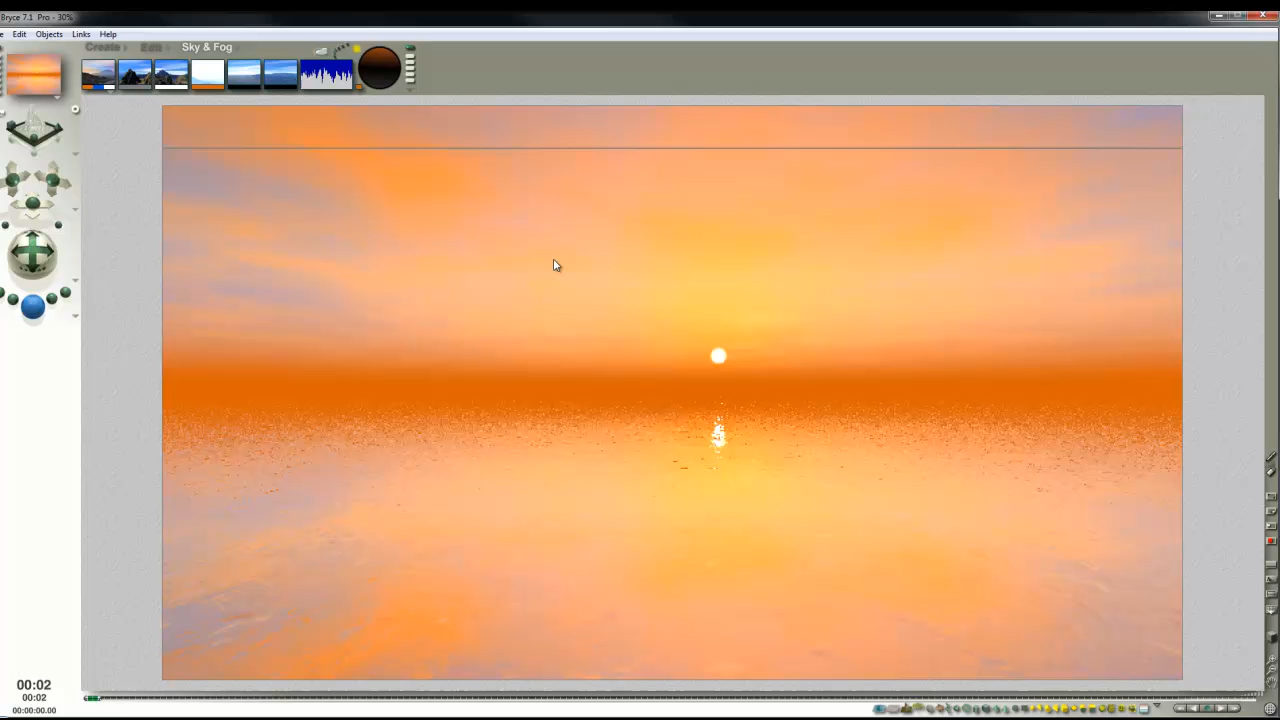 Bryce 7.1 Pro - 30%
Edit Objects Links Help
Create Edit Sky & Fog
00:02
00:02
00:00:00.00